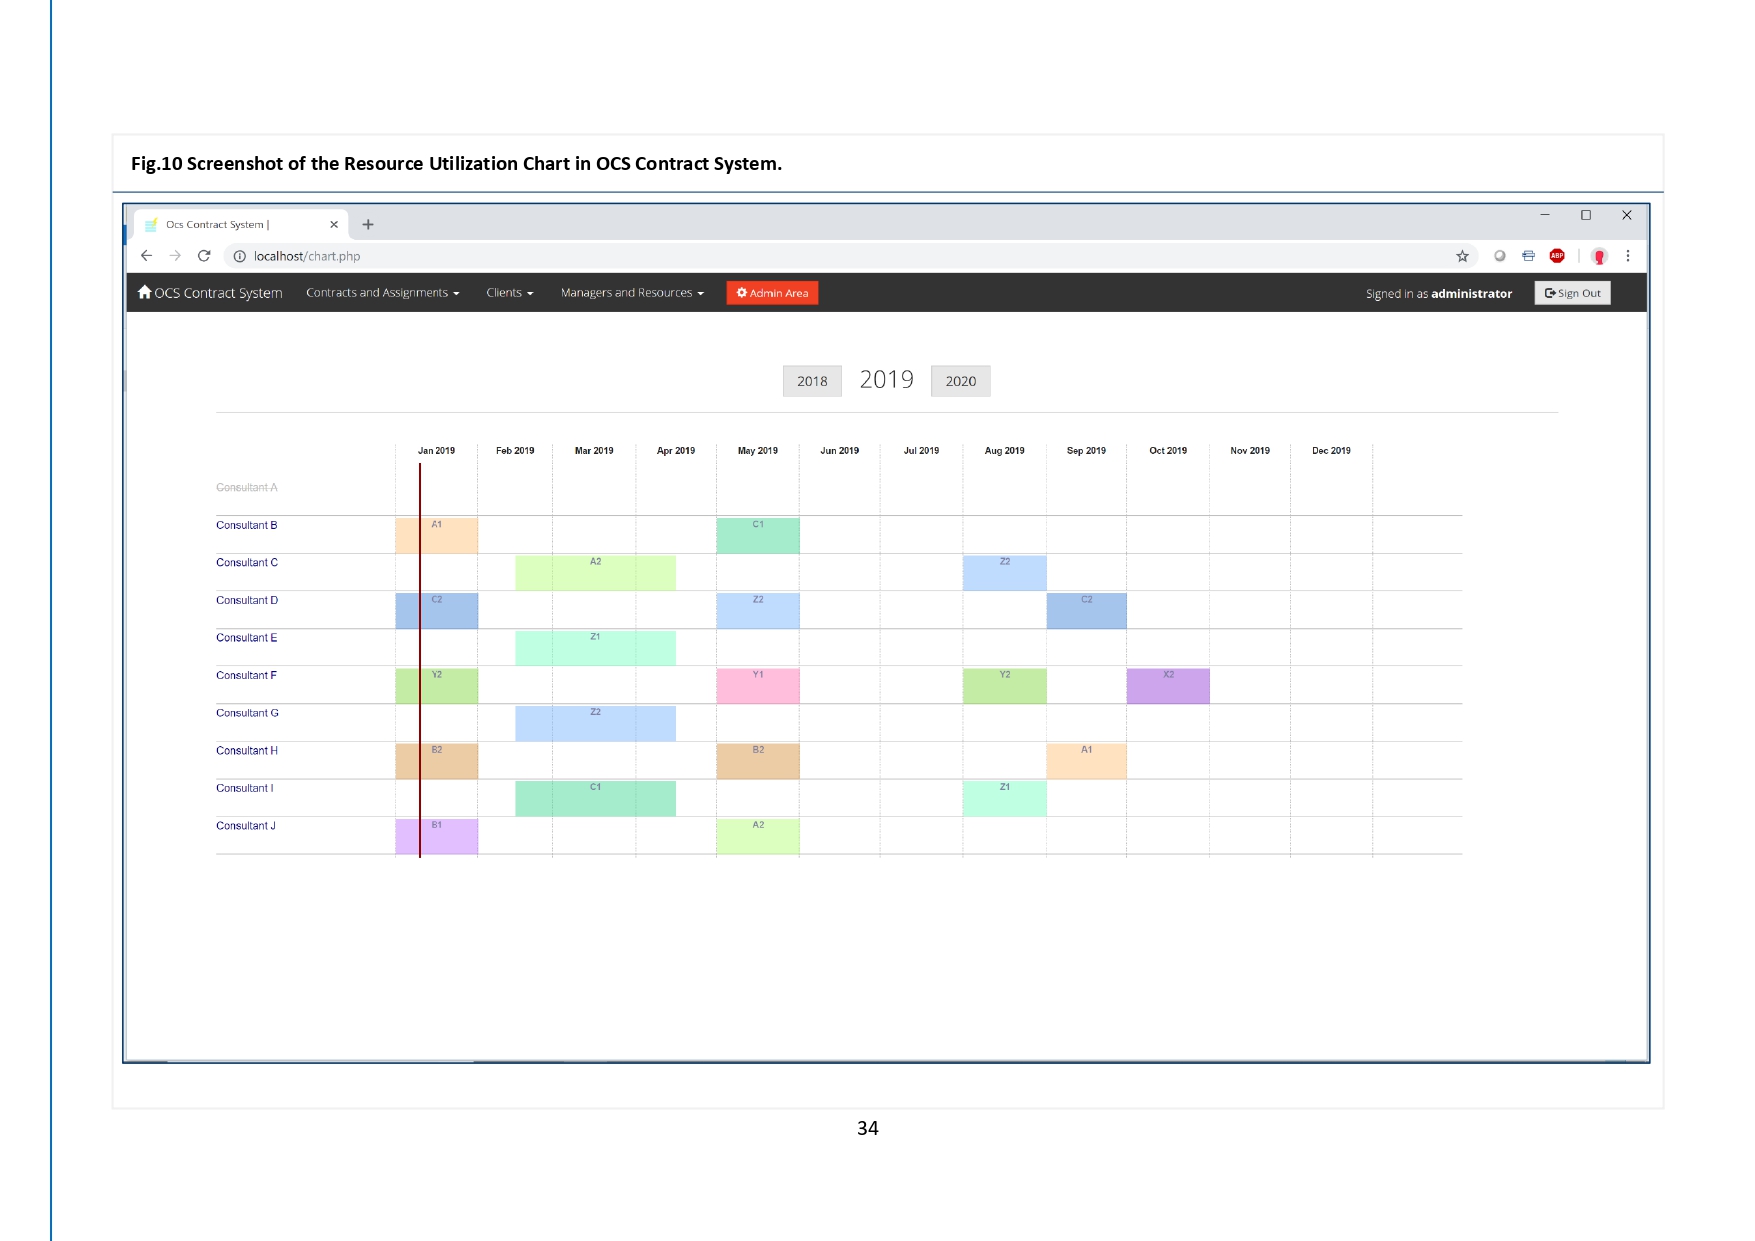 Fig.10 Screenshot of the Resource Utilization Chart in OCS Contract System.
Ocs Contract System |
localhost/chart.php
ABP
OCS Contract System Contracts and Assignments Clients Managers and Resources Admin Area Signed in as administrator Sign Out
2018 2019 2020
Jan 2019 Feb 2019 Mar 2019 Apr 2019 May 2019 Jun 2019 Jul 2019 Aug 2019 Sep 2019 Oct 2019 Nov 2019 Dec 2019
Consultant A
Consultant B A1 C1
Consultant C A2 Z2
Consultant D C2 Z2 C2
Consultant E Z1
Consultant F Y2 Y1 Y2 X2
Consultant G Z2
Consultant H B2 B2 A1
Consultant I C1 Z1
Consultant J B1 A2
34